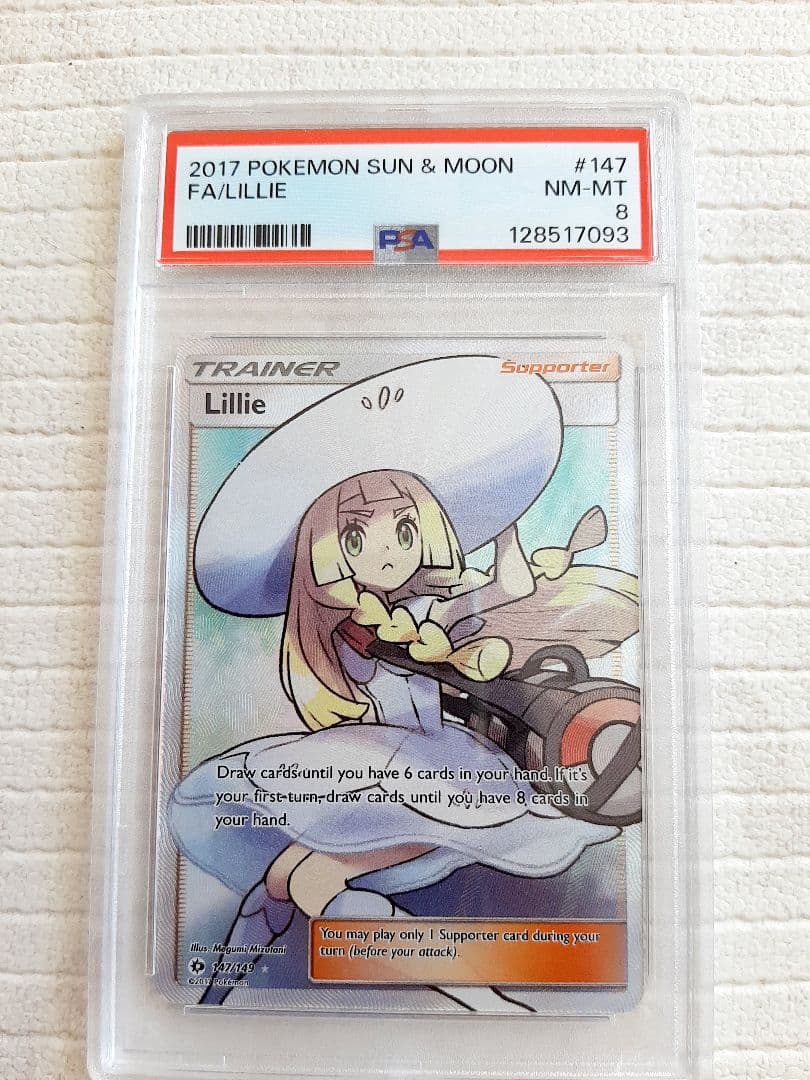 2017 POKEMON SUN & MOON #147
FA/LILLIE NM-MT
8
PSA 128517093
TRAINER Supporter
Lillie
Draw cards until you have 6 cards in your hand. If it's
your first turn, draw cards until you have 8 cards in
your hand.
You may play only 1 Supporter card during your
turn (before your attack).
Illus. Megumi Mizutani
147/149
©2017 Pokémon